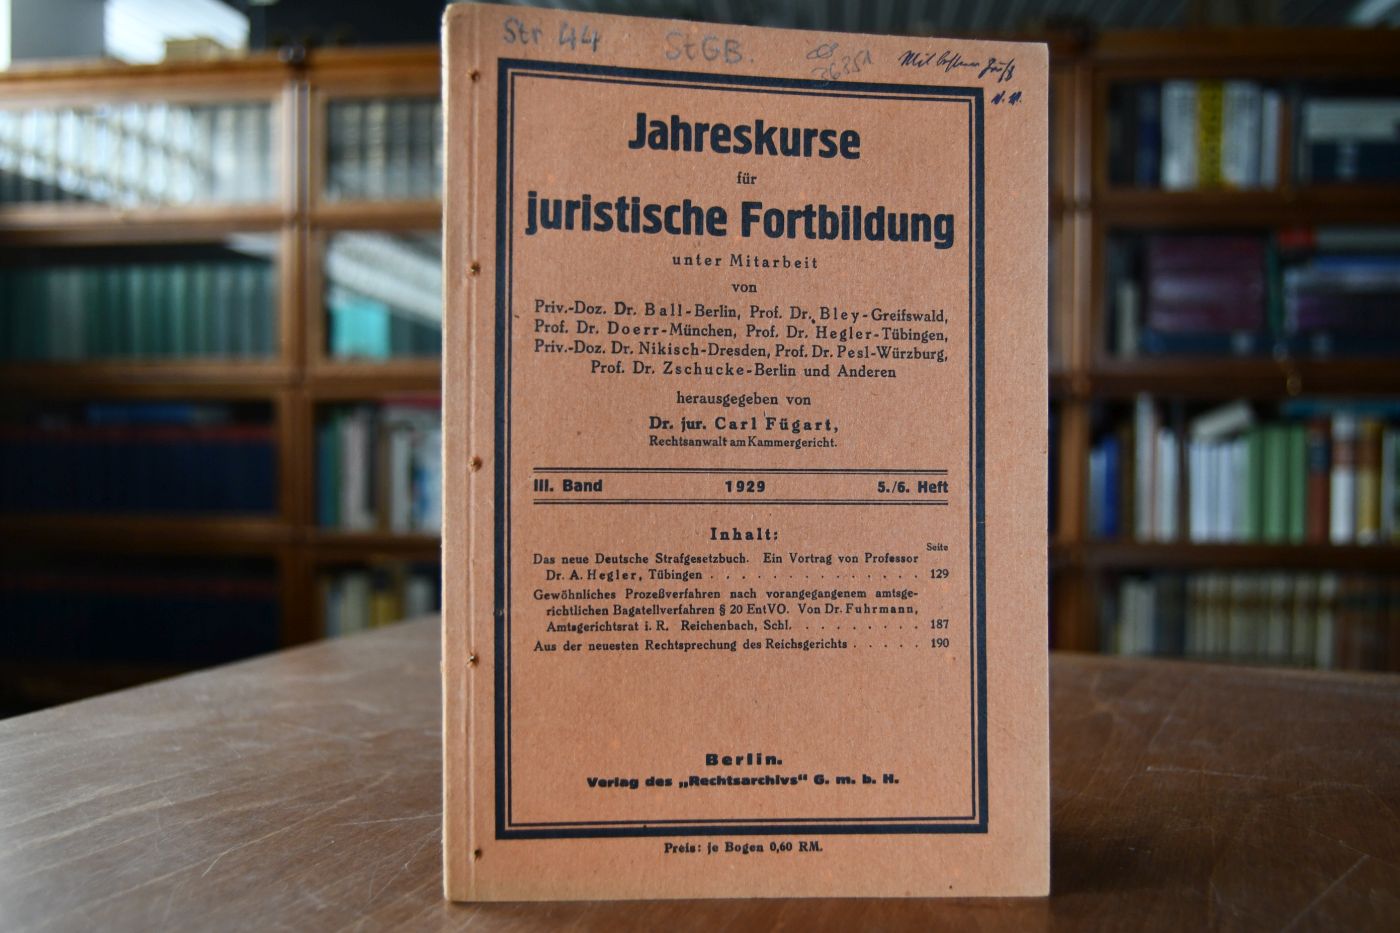 Str 44 StGB.
Jahreskurse
für
juristische Fortbildung
unter Mitarbeit
von
Priv.-Doz. Dr. Ball-Berlin, Prof. Dr. Bley-Greifswald,
Prof. Dr. Doerr-München, Prof. Dr. Hegler-Tübingen,
Priv.-Doz. Dr. Nikisch-Dresden, Prof. Dr. Pesl-Würzburg,
Prof. Dr. Zschucke-Berlin und Anderen
herausgegeben von
Dr. jur. Carl Fügart,
Rechtsanwalt am Kammergericht.
III. Band 1929 5./6. Heft
Inhalt:
Seite
Das neue Deutsche Strafgesetzbuch. Ein Vortrag von Professor
Dr. A. Hegler, Tübingen . . . . . . . . . . . . . . 129
Gewöhnliches Prozeßverfahren nach vorangegangenem amtsge-
richtlichen Bagatellverfahren § 20 EntVO. Von Dr. Fuhrmann,
Amtsgerichtsrat i. R. Reichenbach, Schl. . . . . . . . . 187
Aus der neuesten Rechtsprechung des Reichsgerichts . . . . . 190
Berlin.
Verlag des „Rechtsarchivs“ G. m. b. H.
Preis: je Bogen 0,60 RM.